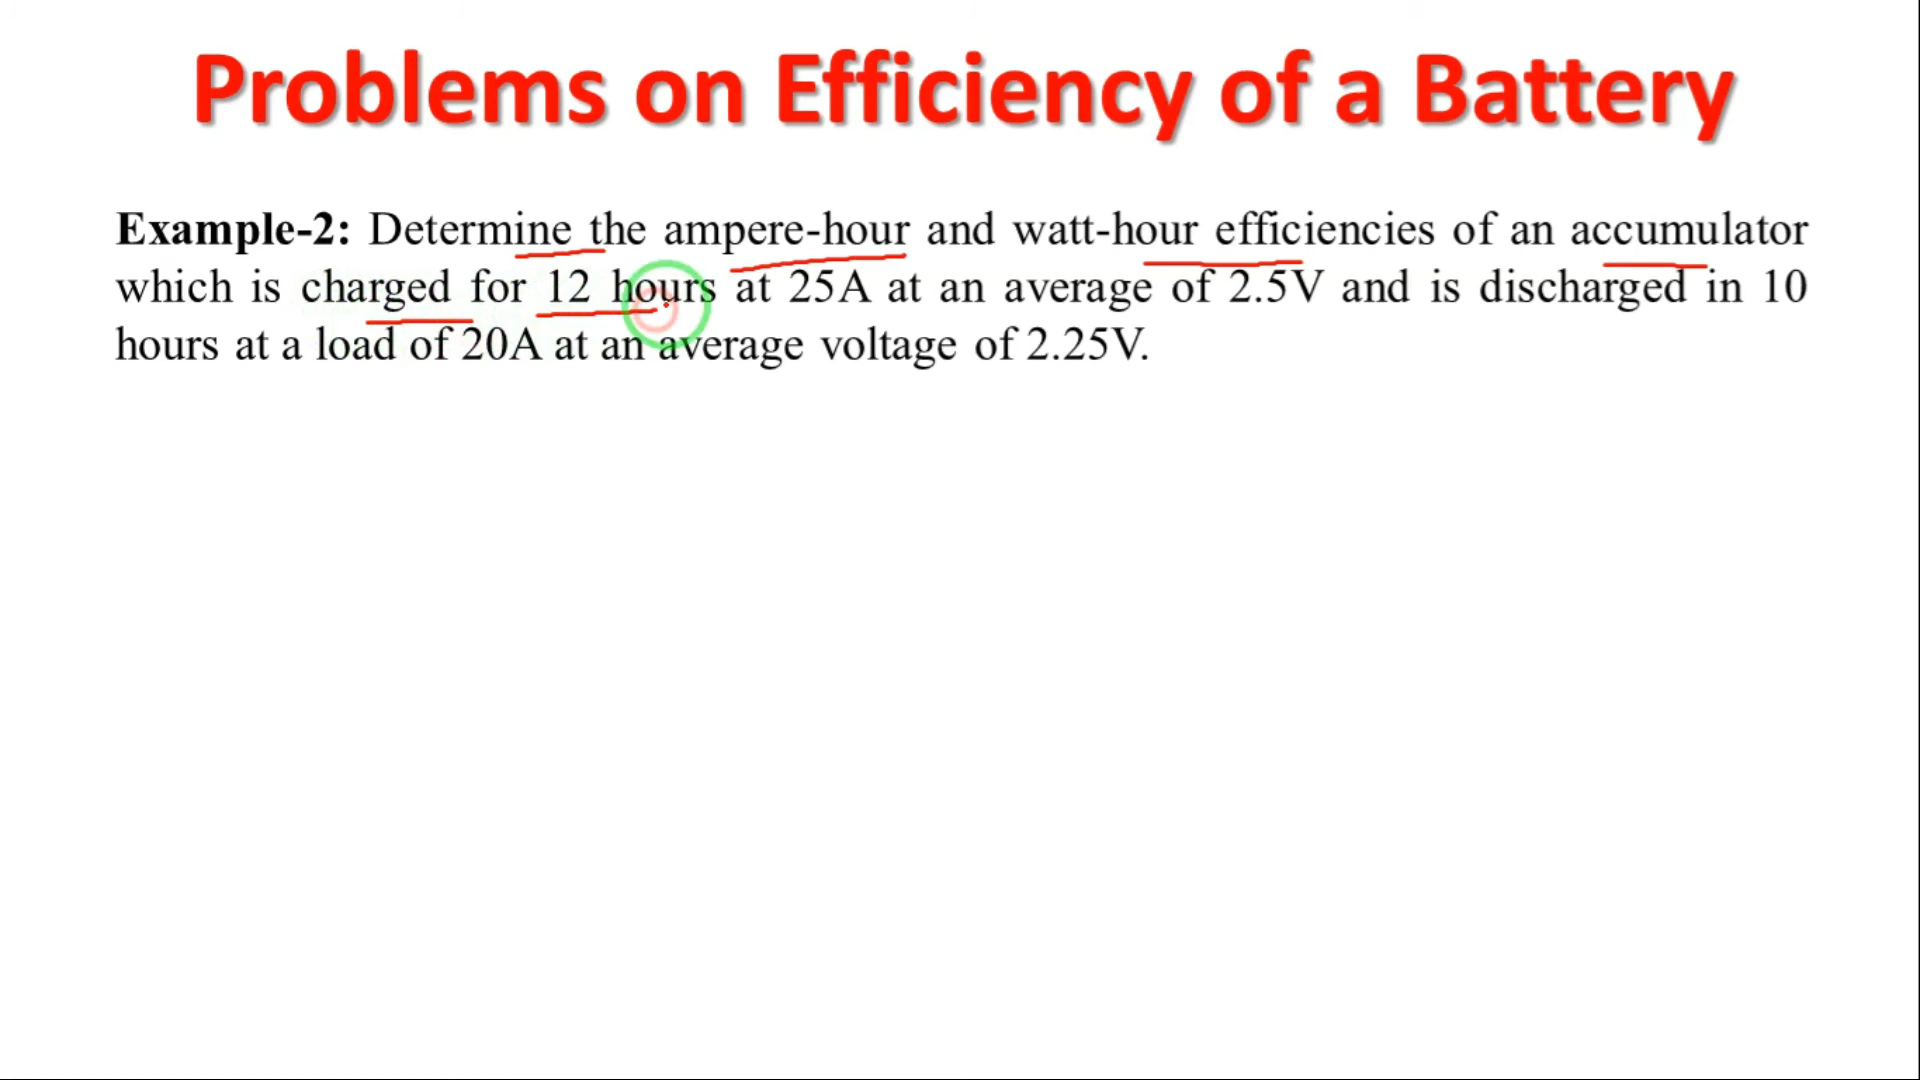 Problems on Efficiency of a Battery
Example-2: Determine the ampere-hour and watt-hour efficiencies of an accumulator
which is charged for 12 hours at 25A at an average of 2.5V and is discharged in 10
hours at a load of 20A at an average voltage of 2.25V.